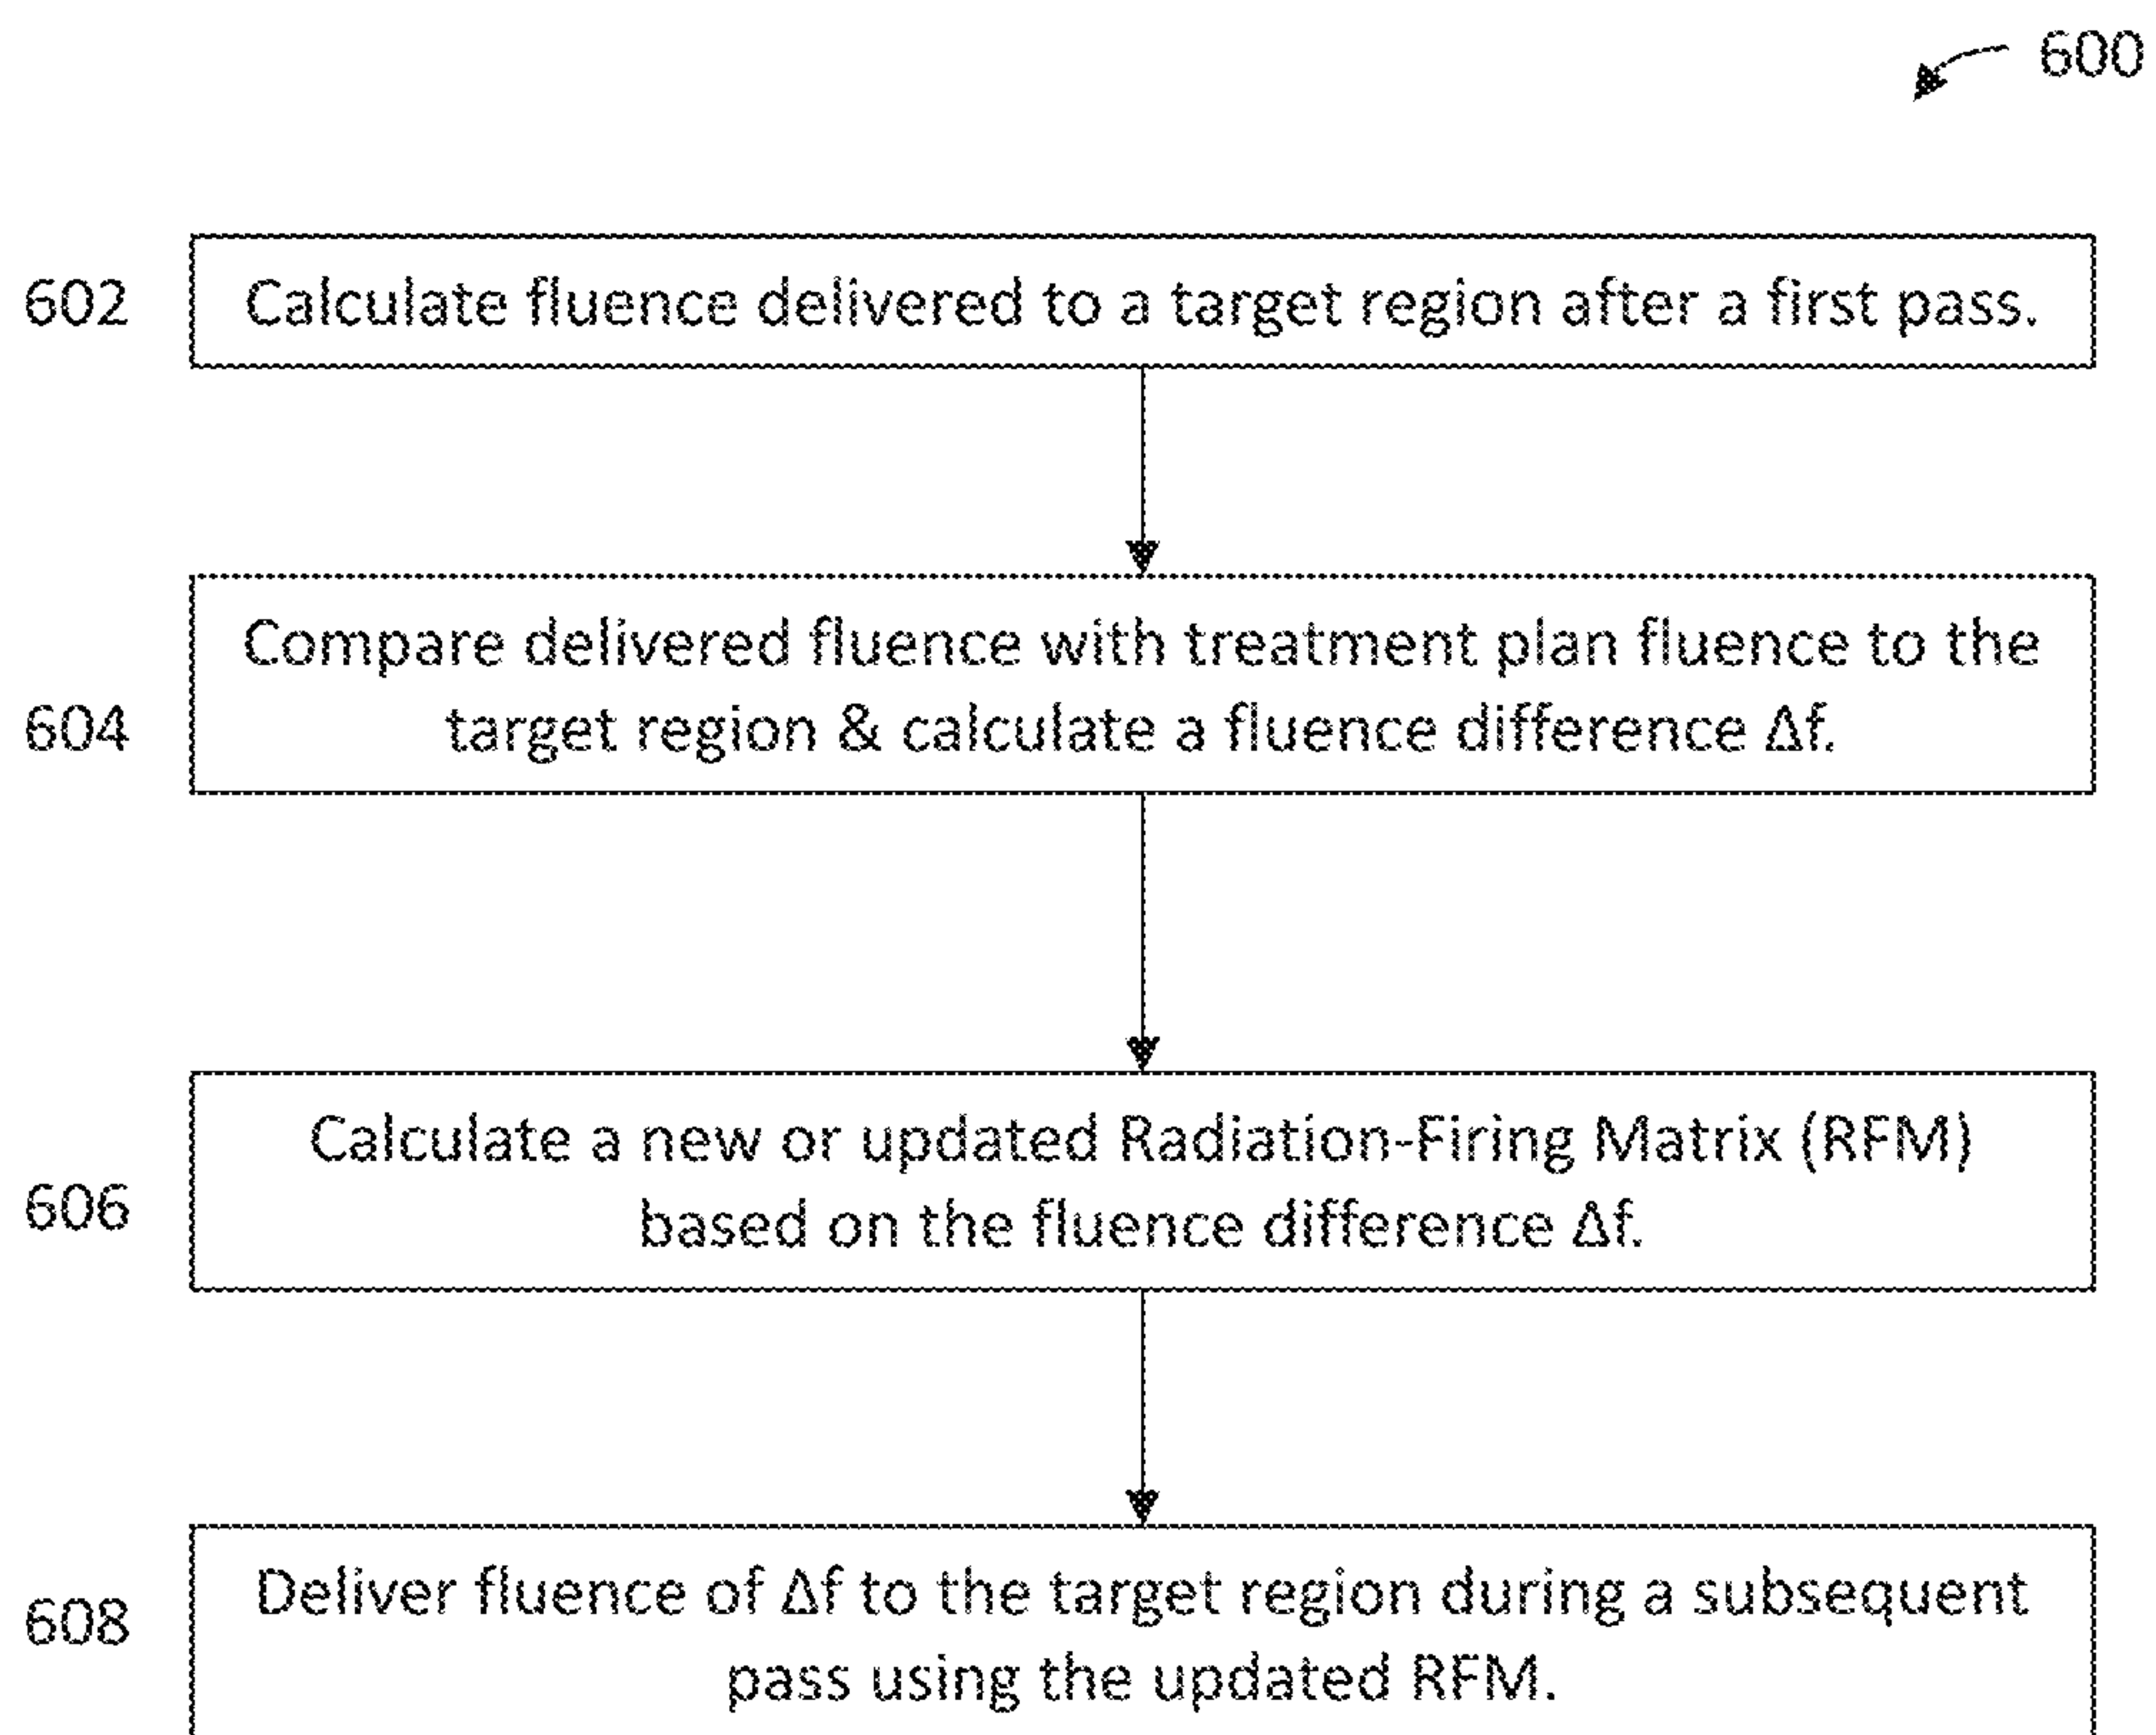 600
602
Calculate fluence delivered to a target region after a first pass.
604
Compare delivered fluence with treatment plan fluence to the
target region & calculate a fluence difference Δf.
606
Calculate a new or updated Radiation-Firing Matrix (RFM)
based on the fluence difference Δf.
608
Deliver fluence of Δf to the target region during a subsequent
pass using the updated RFM.